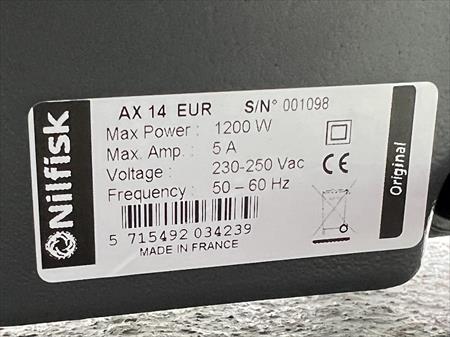 Nilfisk
AX 14 EUR S/N° 001098
Max Power : 1200 W
Max. Amp. : 5 A
Voltage : 230-250 Vac
Frequency : 50 – 60 Hz
5 715492 034239
MADE IN FRANCE
CE
Original